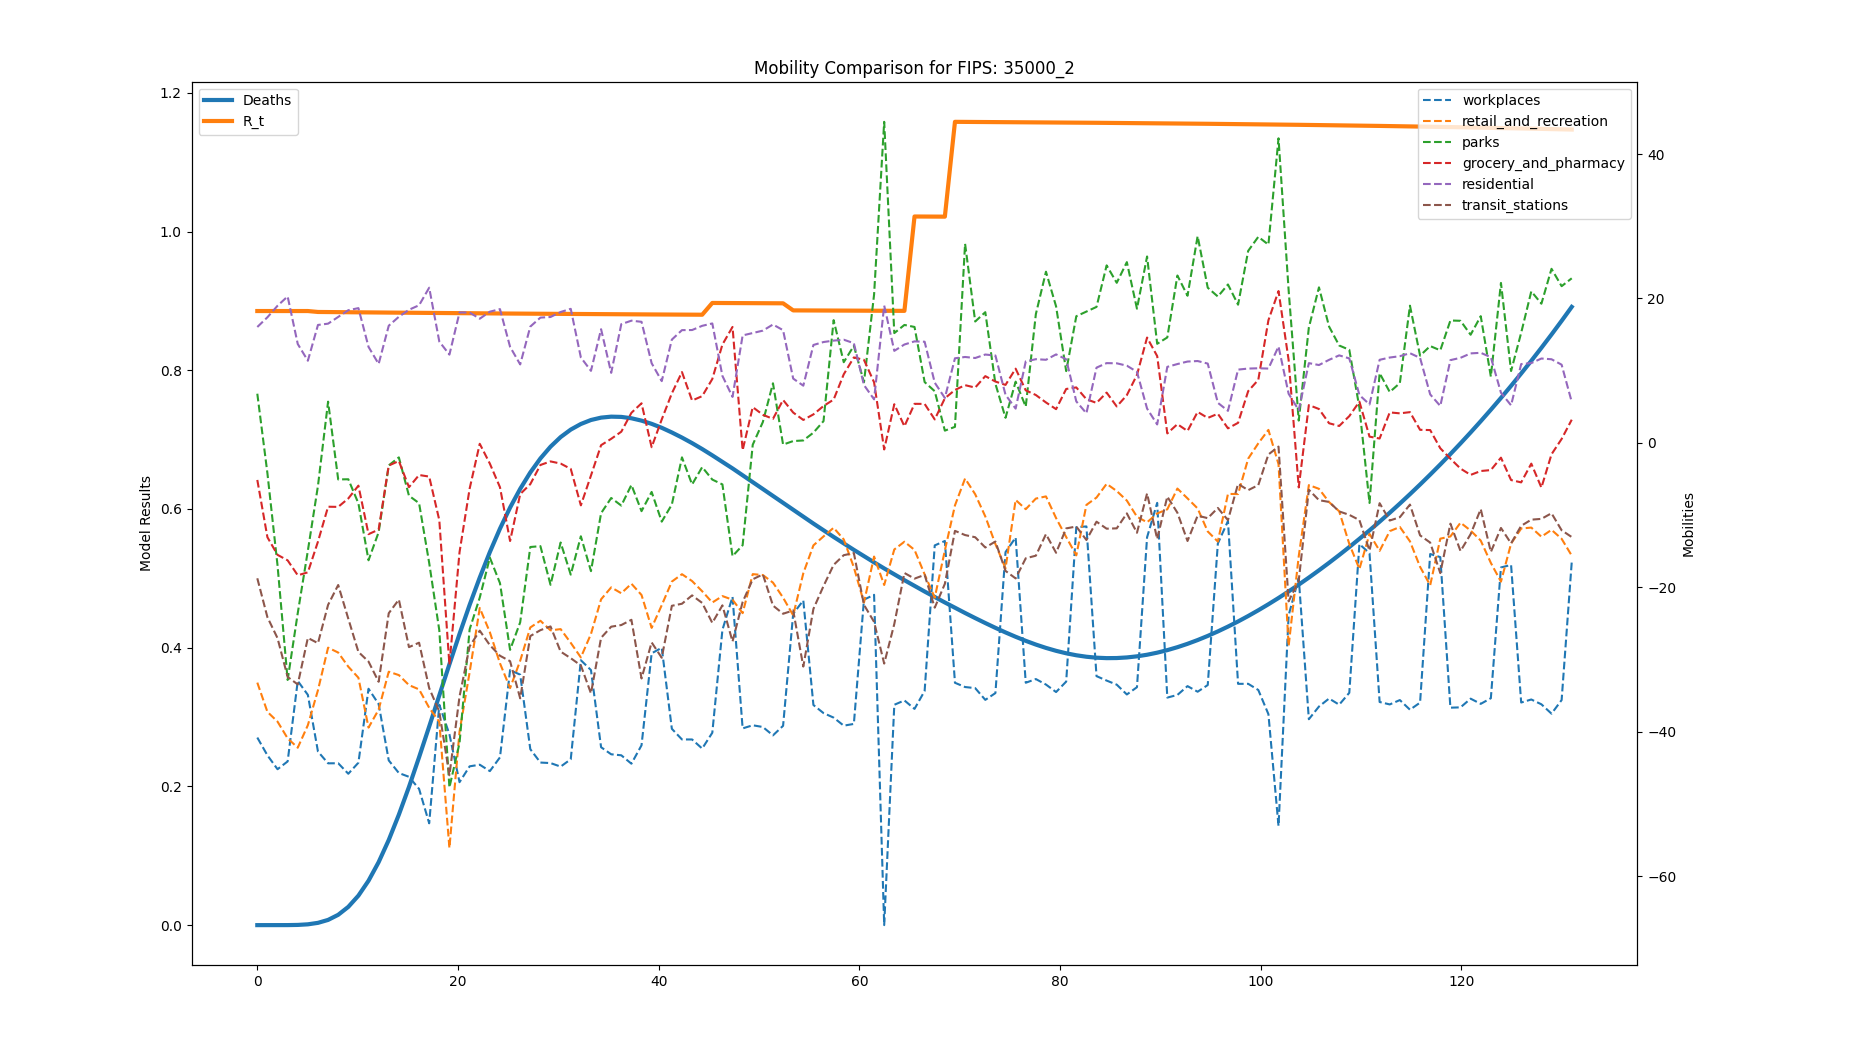 Mobility Comparison for FIPS: 35000_2
Deaths
R_t
workplaces
retail_and_recreation
parks
grocery_and_pharmacy
residential
transit_stations
Model Results
1.2
1.0
0.8
0.6
0.4
0.2
0.0
Mobilities
40
20
0
−20
−40
−60
0 20 40 60 80 100 120